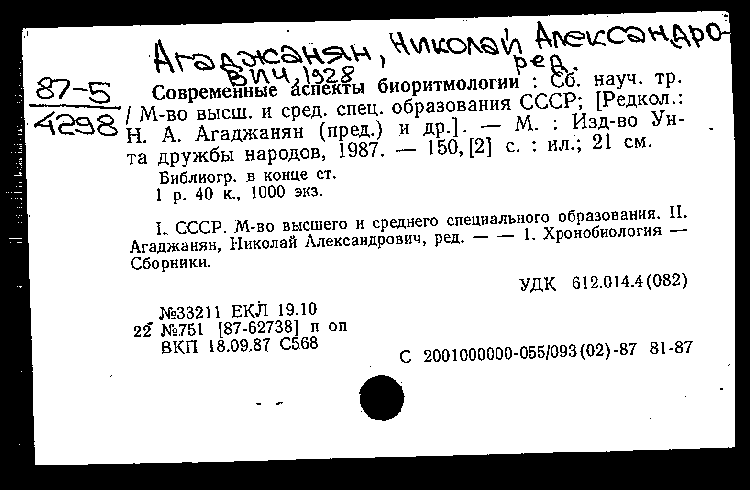 Агаджанян, Николай Александро-
вич, 1928 ред.
87-5
4298
Современные аспекты биоритмологии : Сб. науч. тр.
/ М-во высш. и сред. спец. образования СССР; [Редкол.:
Н. А. Агаджанян (пред.) и др.]. — М. : Изд-во Ун-
та дружбы народов, 1987. — 150, [2] с. : ил.; 21 см.
Библиогр. в конце ст.
1 р. 40 к., 1000 экз.
I. СССР. М-во высшего и среднего специального образования. II.
Агаджанян, Николай Александрович, ред. — — 1. Хронобиология —
Сборники.
УДК 612.014.4(082)
№33211 ЕКЛ 19.10
22 №751 [87-62738] п оп
ВКП 18.09.87 С568
С 2001000000-055/093(02)-87 81-87